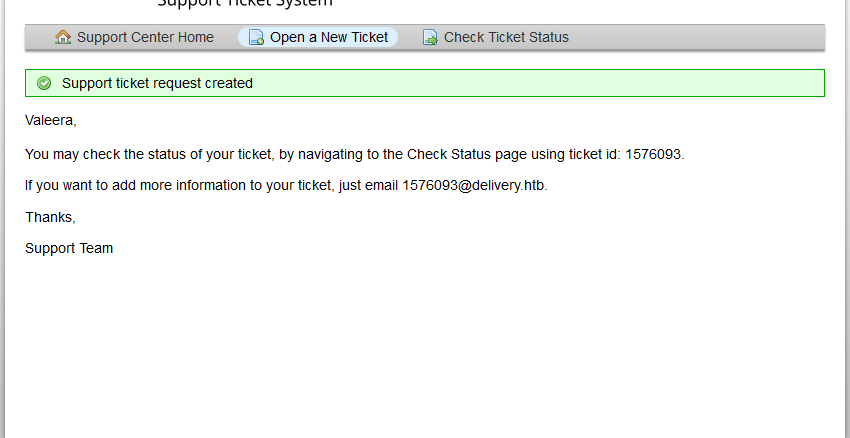 Support Ticket System
Support Center Home Open a New Ticket Check Ticket Status
Support ticket request created
Valeera,
You may check the status of your ticket, by navigating to the Check Status page using ticket id: 1576093.
If you want to add more information to your ticket, just email 1576093@delivery.htb.
Thanks,
Support Team